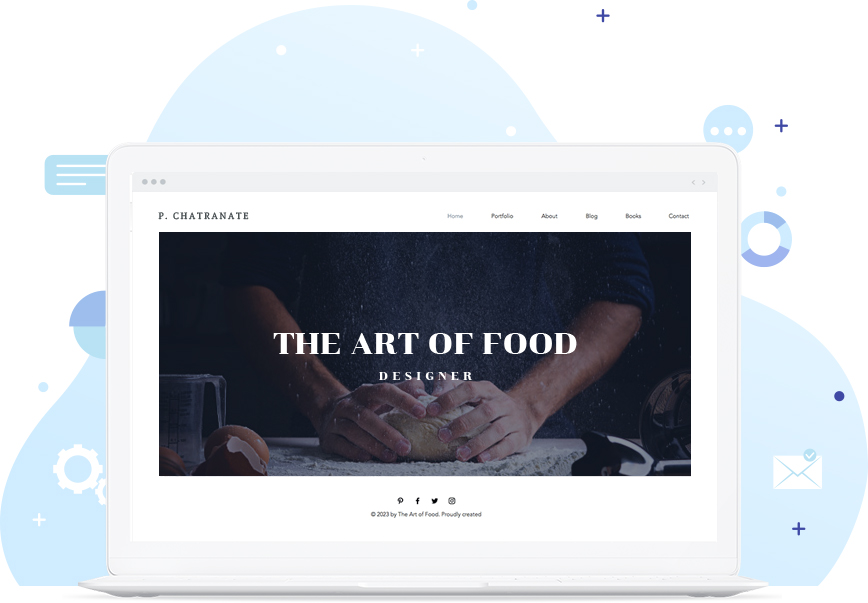 P. CHATRANATE
Home Portfolio About Blog Books Contact
THE ART OF FOOD
DESIGNER
© 2023 by The Art of Food. Proudly created